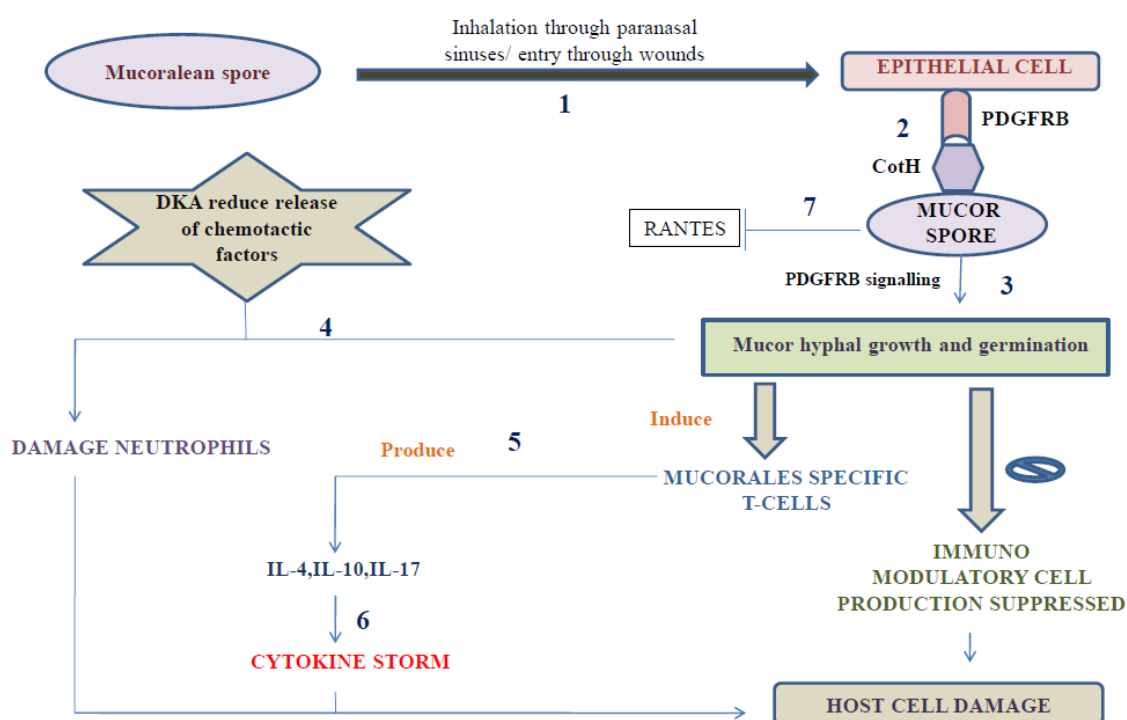 Inhalation through paranasal
sinuses/ entry through wounds
Mucoralean spore
1
EPITHELIAL CELL
2
PDGFRB
CotH
DKA reduce release
of chemotactic
factors
7
RANTES
MUCOR
SPORE
PDGFRB signalling
3
4
Mucor hyphal growth and germination
Induce
DAMAGE NEUTROPHILS
Produce
5
MUCORALES SPECIFIC
T-CELLS
IL-4,IL-10,IL-17
IMMUNO
MODULATORY CELL
PRODUCTION SUPPRESSED
6
CYTOKINE STORM
HOST CELL DAMAGE